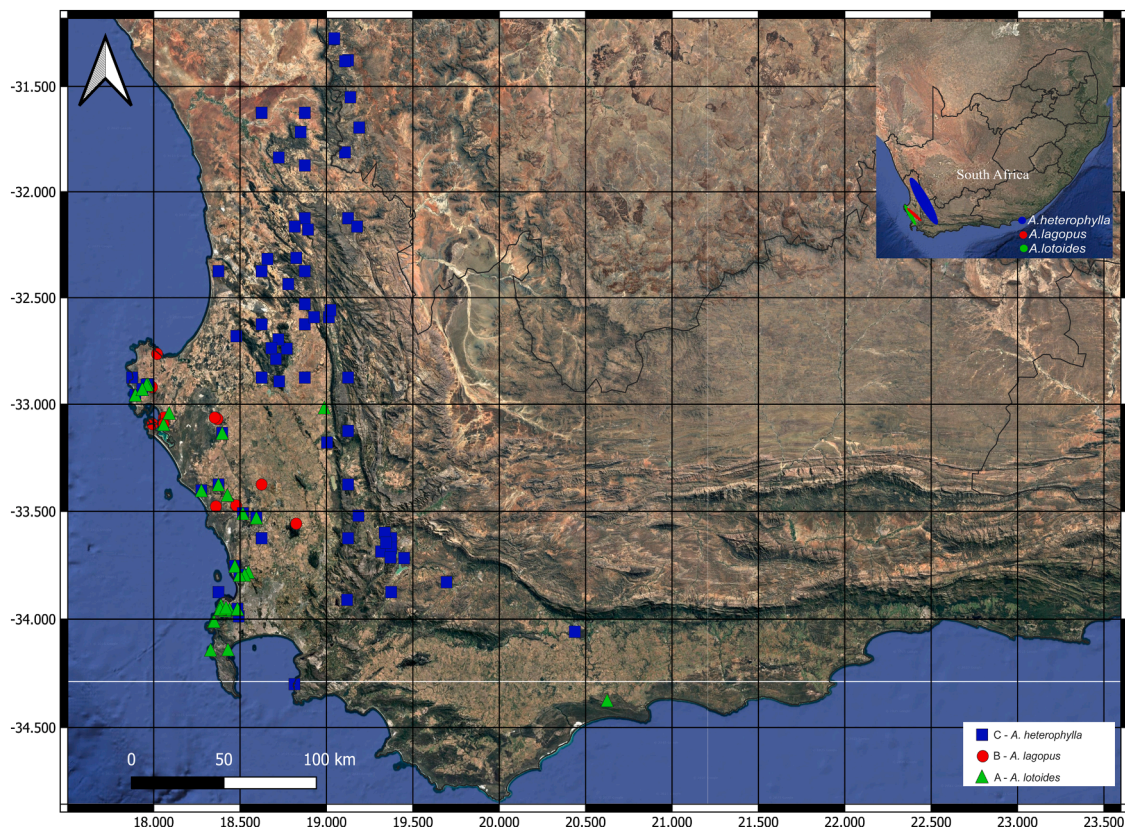 -31.500
-32.000
-32.500
-33.000
-33.500
-34.000
-34.500
South Africa
A.heterophylla
A.lagopus
A.lotoides
C - A. heterophylla
B - A. lagopus
A - A. lotoides
0 50 100 km
18.000 18.500 19.000 19.500 20.000 20.500 21.000 21.500 22.000 22.500 23.000 23.500